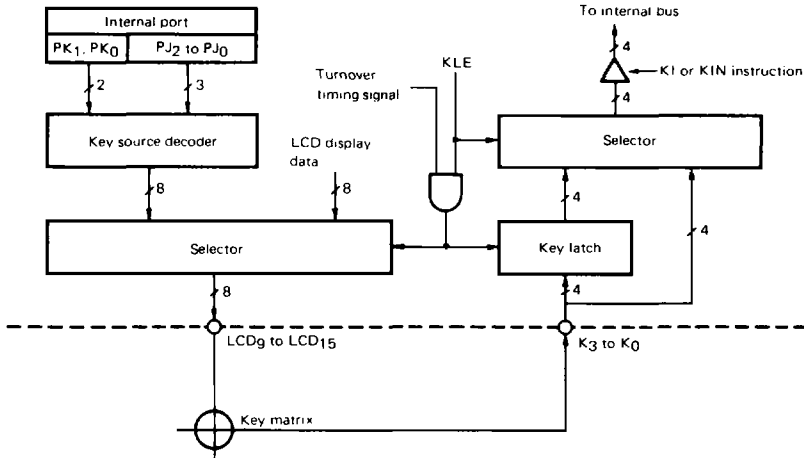 Internal port
PK₁, PK₀
PJ₂ to PJ₀
2
3
Key source decoder
8
LCD display
data
8
Selector
8
LCD₉ to LCD₁₅
Key matrix
Turnover
timing signal
KLE
To internal bus
4
KI or KIN instruction
4
Selector
4
4
Key latch
4
K₃ to K₀